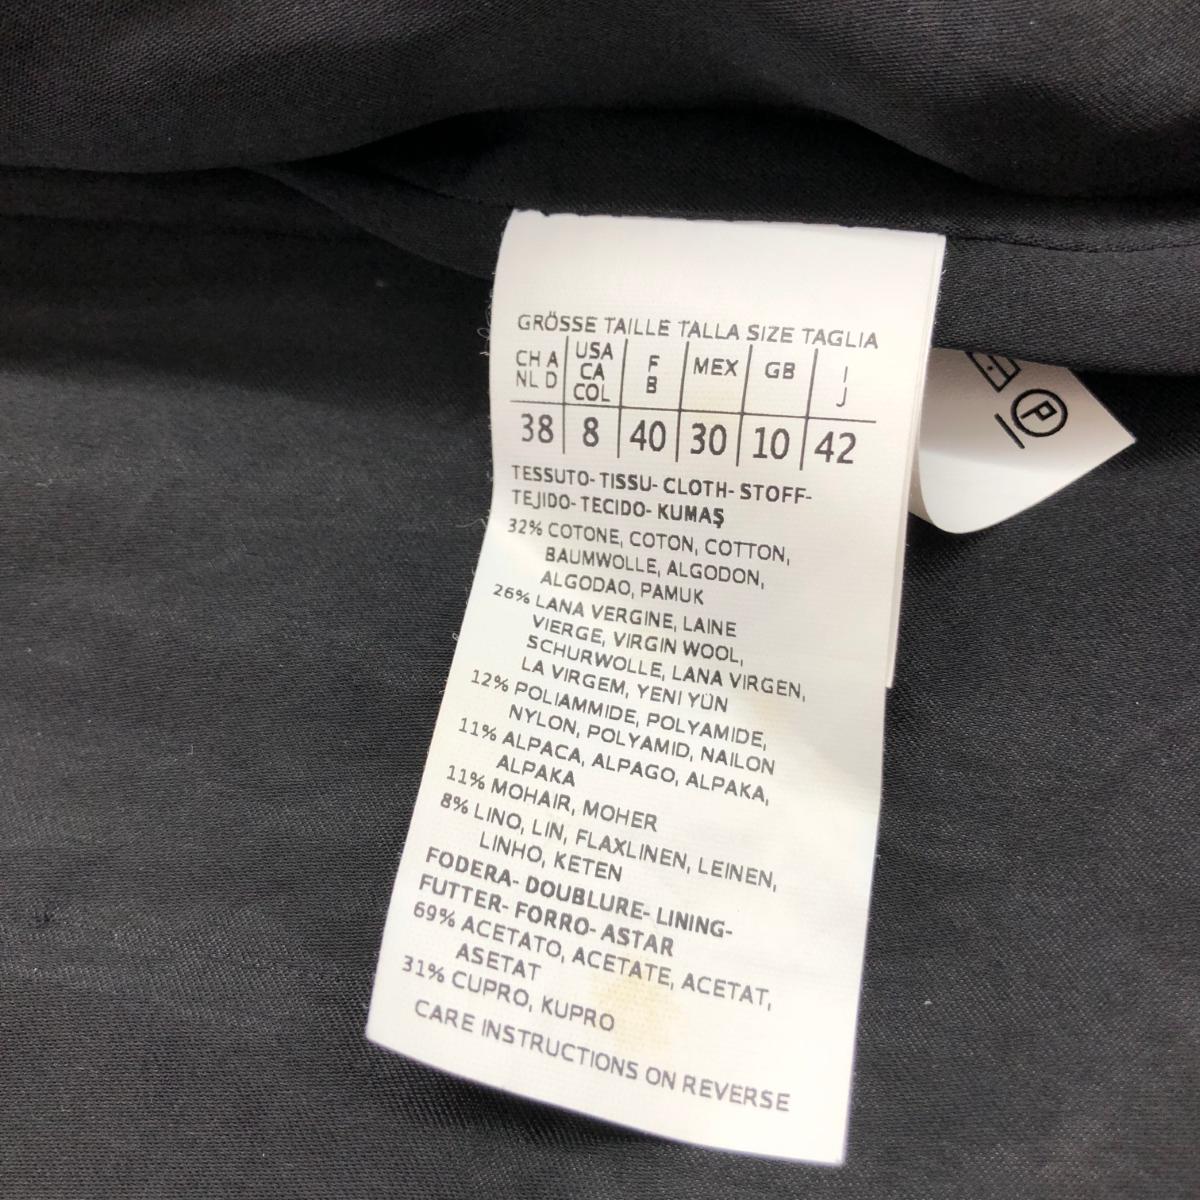 GRÖSSE TAILLE TALLA SIZE TAGLIA
CH A NL D | USA CA COL | F B | MEX | GB | I J
38 | 8 | 40 | 30 | 10 | 42
TESSUTO- TISSU- CLOTH- STOFF-
TEJIDO- TECIDO- KUMAŞ
32% COTONE, COTON, COTTON,
BAUMWOLLE, ALGODON,
ALGODAO, PAMUK
26% LANA VERGINE, LAINE
VIERGE, VIRGIN WOOL,
SCHURWOLLE, LANA VIRGEN,
LA VIRGEM, YENI YÜN
12% POLIAMMIDE, POLYAMIDE,
NYLON, POLYAMID, NAILON
11% ALPACA, ALPAGO, ALPAKA,
ALPAKA
11% MOHAIR, MOHER
8% LINO, LIN, FLAXLINEN, LEINEN,
LINHO, KETEN
FODERA- DOUBLURE- LINING-
FUTTER- FORRO- ASTAR
69% ACETATO, ACETATE, ACETAT,
ASETAT
31% CUPRO, KUPRO
CARE INSTRUCTIONS ON REVERSE
P